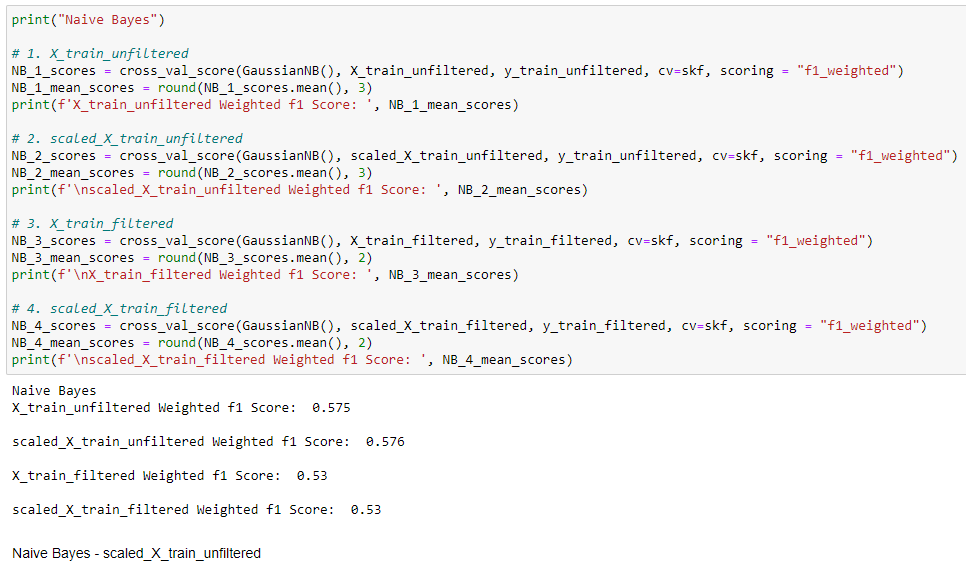 print("Naive Bayes")
# 1. X_train_unfiltered
NB_1_scores = cross_val_score(GaussianNB(), X_train_unfiltered, y_train_unfiltered, cv=skf, scoring = "f1_weighted")
NB_1_mean_scores = round(NB_1_scores.mean(), 3)
print(f'X_train_unfiltered Weighted f1 Score: ', NB_1_mean_scores)
# 2. scaled_X_train_unfiltered
NB_2_scores = cross_val_score(GaussianNB(), scaled_X_train_unfiltered, y_train_unfiltered, cv=skf, scoring = "f1_weighted")
NB_2_mean_scores = round(NB_2_scores.mean(), 3)
print(f'\nscaled_X_train_unfiltered Weighted f1 Score: ', NB_2_mean_scores)
# 3. X_train_filtered
NB_3_scores = cross_val_score(GaussianNB(), X_train_filtered, y_train_filtered, cv=skf, scoring = "f1_weighted")
NB_3_mean_scores = round(NB_3_scores.mean(), 2)
print(f'\nX_train_filtered Weighted f1 Score: ', NB_3_mean_scores)
# 4. scaled_X_train_filtered
NB_4_scores = cross_val_score(GaussianNB(), scaled_X_train_filtered, y_train_filtered, cv=skf, scoring = "f1_weighted")
NB_4_mean_scores = round(NB_4_scores.mean(), 2)
print(f'\nscaled_X_train_filtered Weighted f1 Score: ', NB_4_mean_scores)
Naive Bayes
X_train_unfiltered Weighted f1 Score:  0.575
scaled_X_train_unfiltered Weighted f1 Score:  0.576
X_train_filtered Weighted f1 Score:  0.53
scaled_X_train_filtered Weighted f1 Score:  0.53
Naive Bayes - scaled_X_train_unfiltered